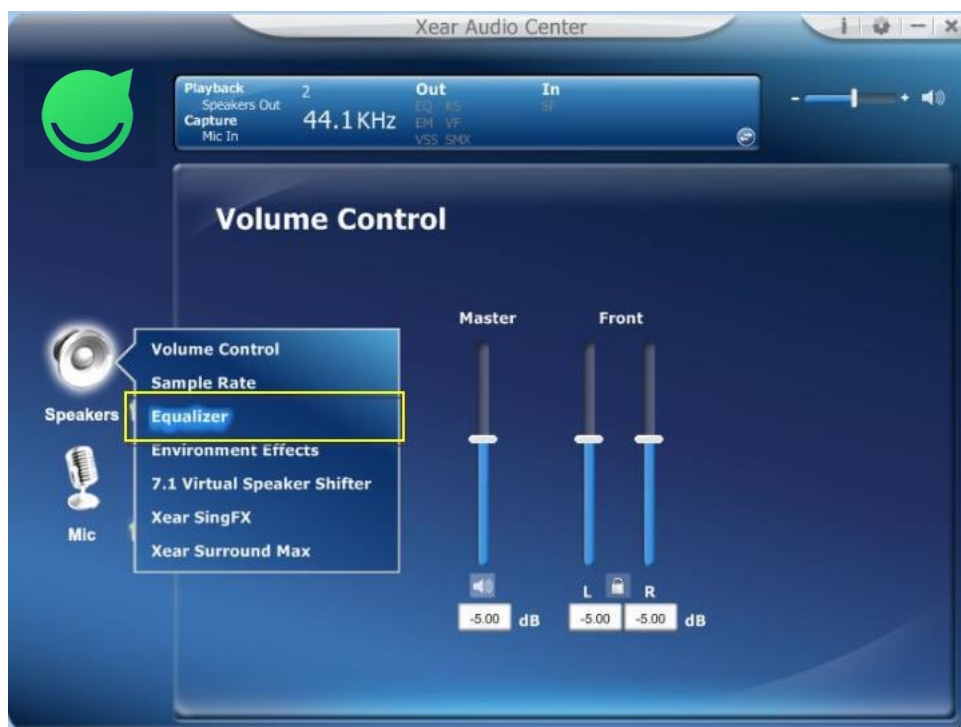 Xear Audio Center
i
Playback 2 Out In
Speakers Out EQ KS SF
Capture 44.1KHz EM VF
Mic In VSS SMX
- +
Volume Control
Master Front
Volume Control
Sample Rate
Speakers Equalizer
Environment Effects
7.1 Virtual Speaker Shifter
Xear SingFX
Mic
Xear Surround Max
L R
-5.00 dB -5.00 -5.00 dB